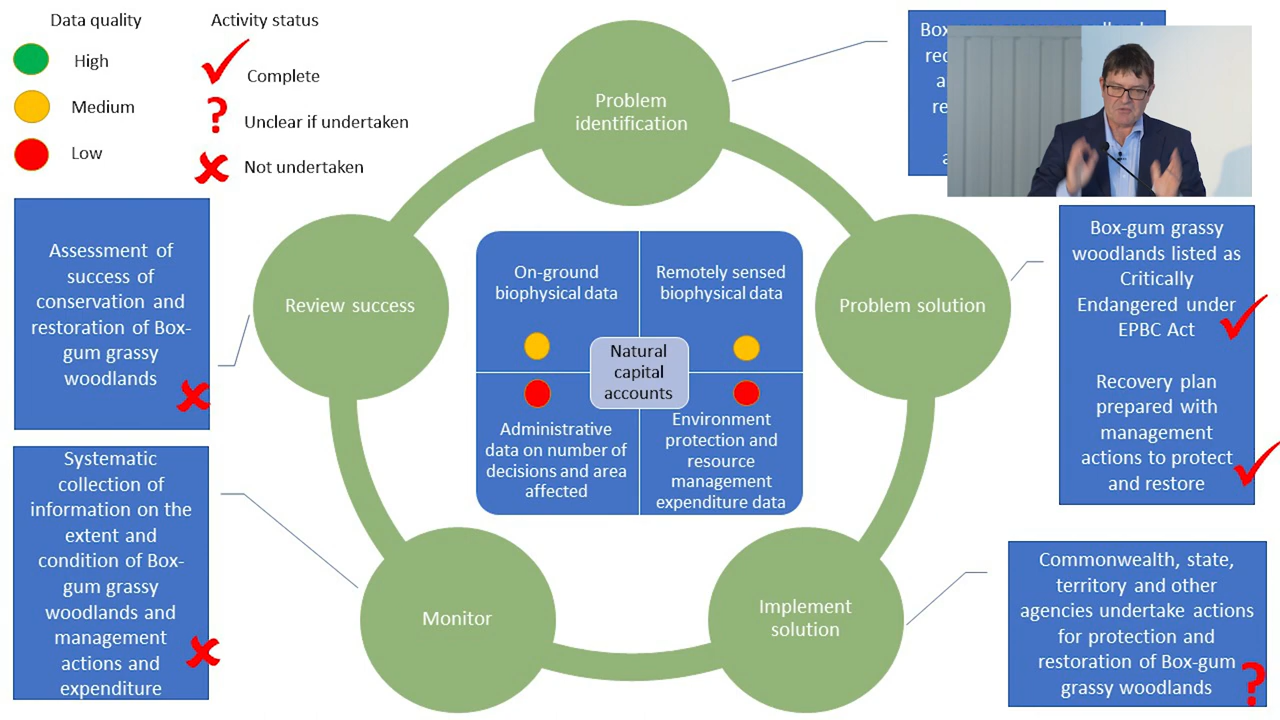 Data quality
Activity status
High
Complete
Medium
Unclear if undertaken
Low
Not undertaken
Problem
identification
Box
a
Assessment of
success of
conservation and
restoration of Box-
gum grassy
woodlands
Review success
On-ground
biophysical data
Remotely sensed
biophysical data
Natural
capital
accounts
Administrative
data on number of
decisions and area
affected
Environment
protection and
resource
management
expenditure data
Problem solution
Box-gum grassy
woodlands listed as
Critically
Endangered under
EPBC Act
Recovery plan
prepared with
management
actions to protect
and restore
Systematic
collection of
information on the
extent and
condition of Box-
gum grassy
woodlands and
management
actions and
expenditure
Monitor
Implement
solution
Commonwealth, state,
territory and other
agencies undertake actions
for protection and
restoration of Box-gum
grassy woodlands